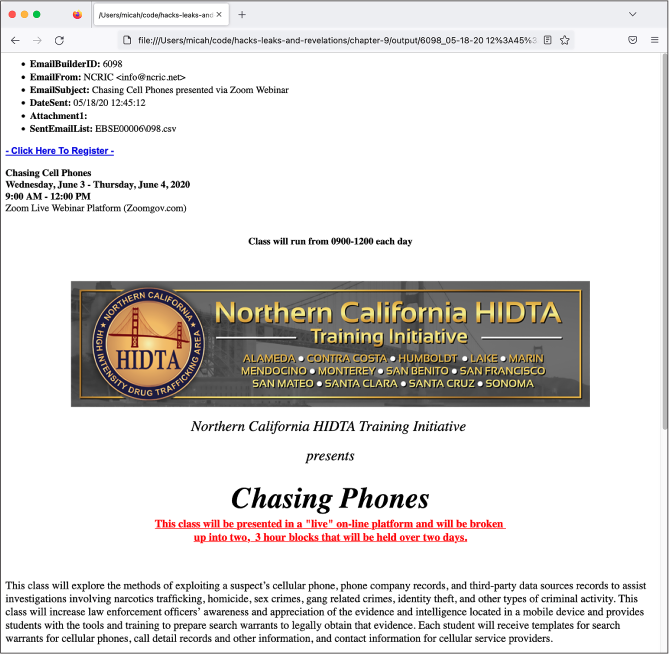 /Users/micah/code/hacks-leaks-and
file:///Users/micah/code/hacks-leaks-and-revelations/chapter-9/output/6098_05-18-20 12%3A45%3
EmailBuilderID: 6098
EmailFrom: NCRIC <info@ncric.net>
EmailSubject: Chasing Cell Phones presented via Zoom Webinar
DateSent: 05/18/20 12:45:12
Attachment1:
SentEmailList: EBSE00006\098.csv
- Click Here To Register -
Chasing Cell Phones
Wednesday, June 3 - Thursday, June 4, 2020
9:00 AM - 12:00 PM
Zoom Live Webinar Platform (Zoomgov.com)
Class will run from 0900-1200 each day
NORTHERN CALIFORNIA
HIDTA
HIGH INTENSITY DRUG TRAFFICKING AREA
Northern California HIDTA
Training Initiative
ALAMEDA ● CONTRA COSTA ● HUMBOLDT ● LAKE ● MARIN
MENDOCINO ● MONTEREY ● SAN BENITO ● SAN FRANCISCO
SAN MATEO ● SANTA CLARA ● SANTA CRUZ ● SONOMA
Northern California HIDTA Training Initiative
presents
Chasing Phones
This class will be presented in a "live" on-line platform and will be broken
up into two, 3 hour blocks that will be held over two days.
This class will explore the methods of exploiting a suspect's cellular phone, phone company records, and third-party data sources records to assist
investigations involving narcotics trafficking, homicide, sex crimes, gang related crimes, identity theft, and other types of criminal activity. This
class will increase law enforcement officers' awareness and appreciation of the evidence and intelligence located in a mobile device and provides
students with the tools and training to prepare search warrants to legally obtain that evidence. Each student will receive templates for search
warrants for cellular phones, call detail records and other information, and contact information for cellular service providers.